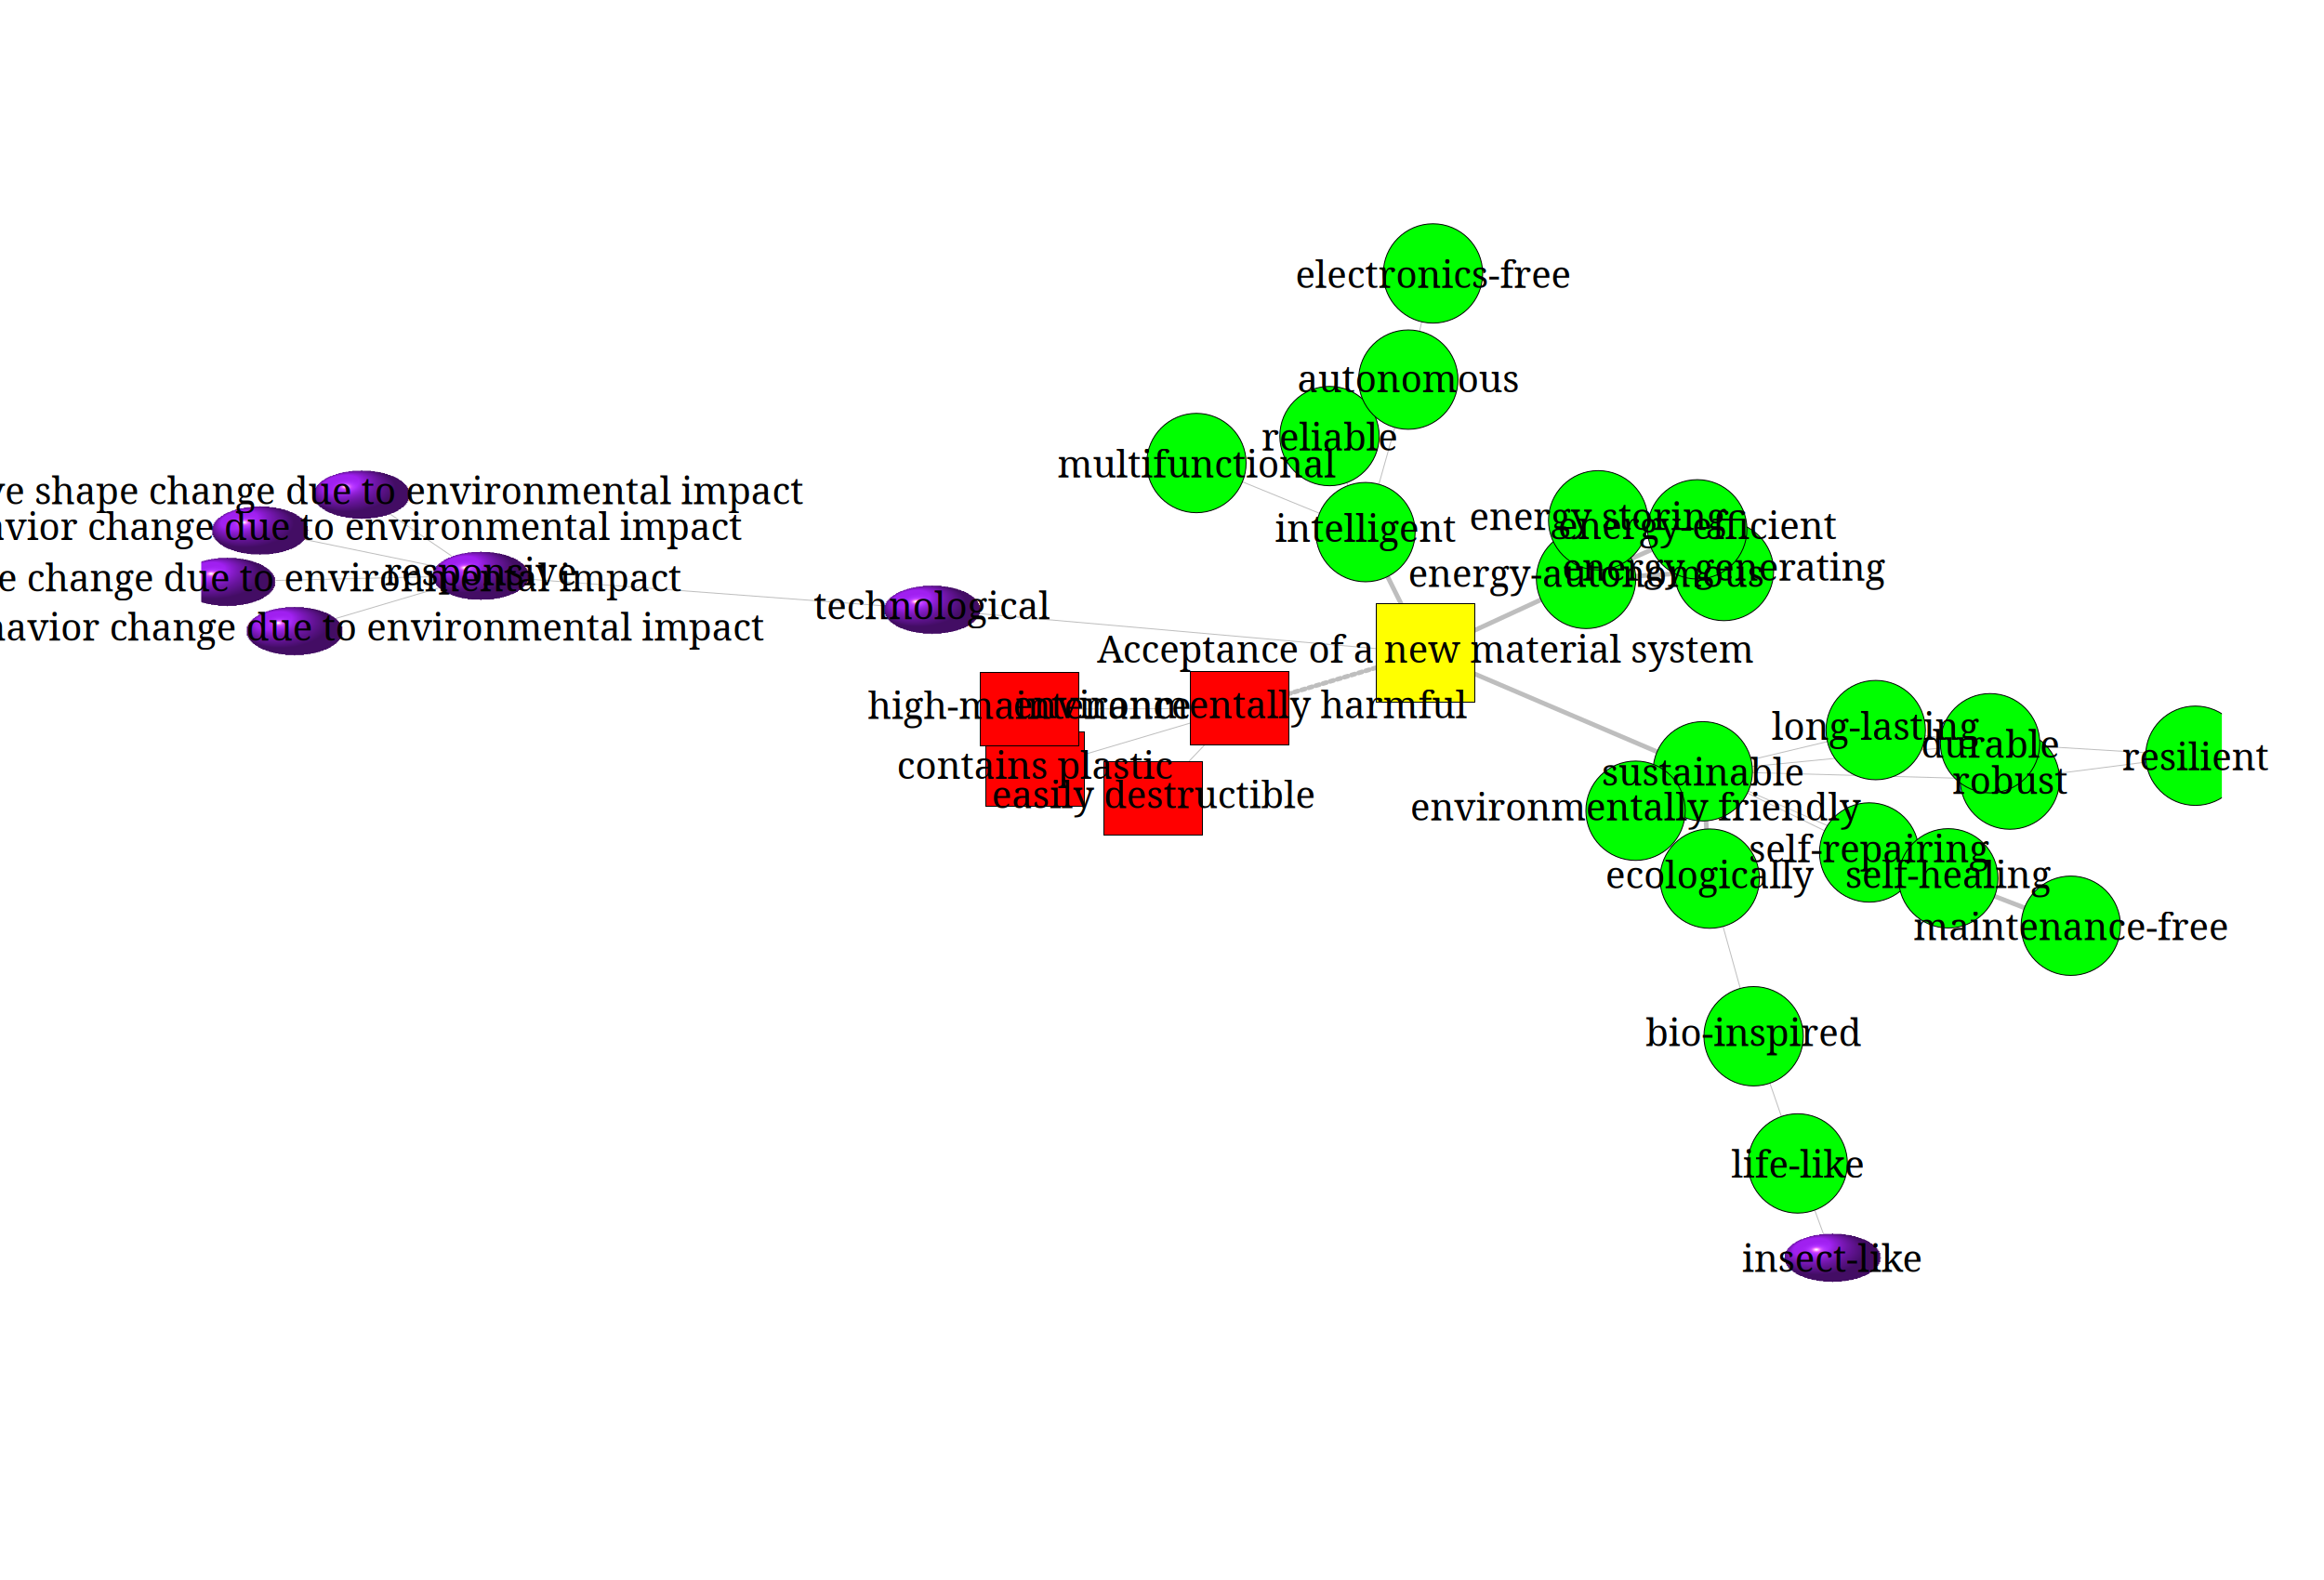 electronics-free
autonomous
reliable
multifunctional
intelligent
shape change due to environmental impact
change due to environmental impact
change due to environmental impact
change due to environmental impact
responsive
technological
energy storing
energy-efficient
energy-autonomous
energy generating
Acceptance of a new material system
high-maintenance
environmentally harmful
contains plastic
easily destructible
long-lasting
durable
resilient
robust
sustainable
environmentally friendly
self-repairing
self-healing
ecologically
maintenance-free
bio-inspired
life-like
insect-like